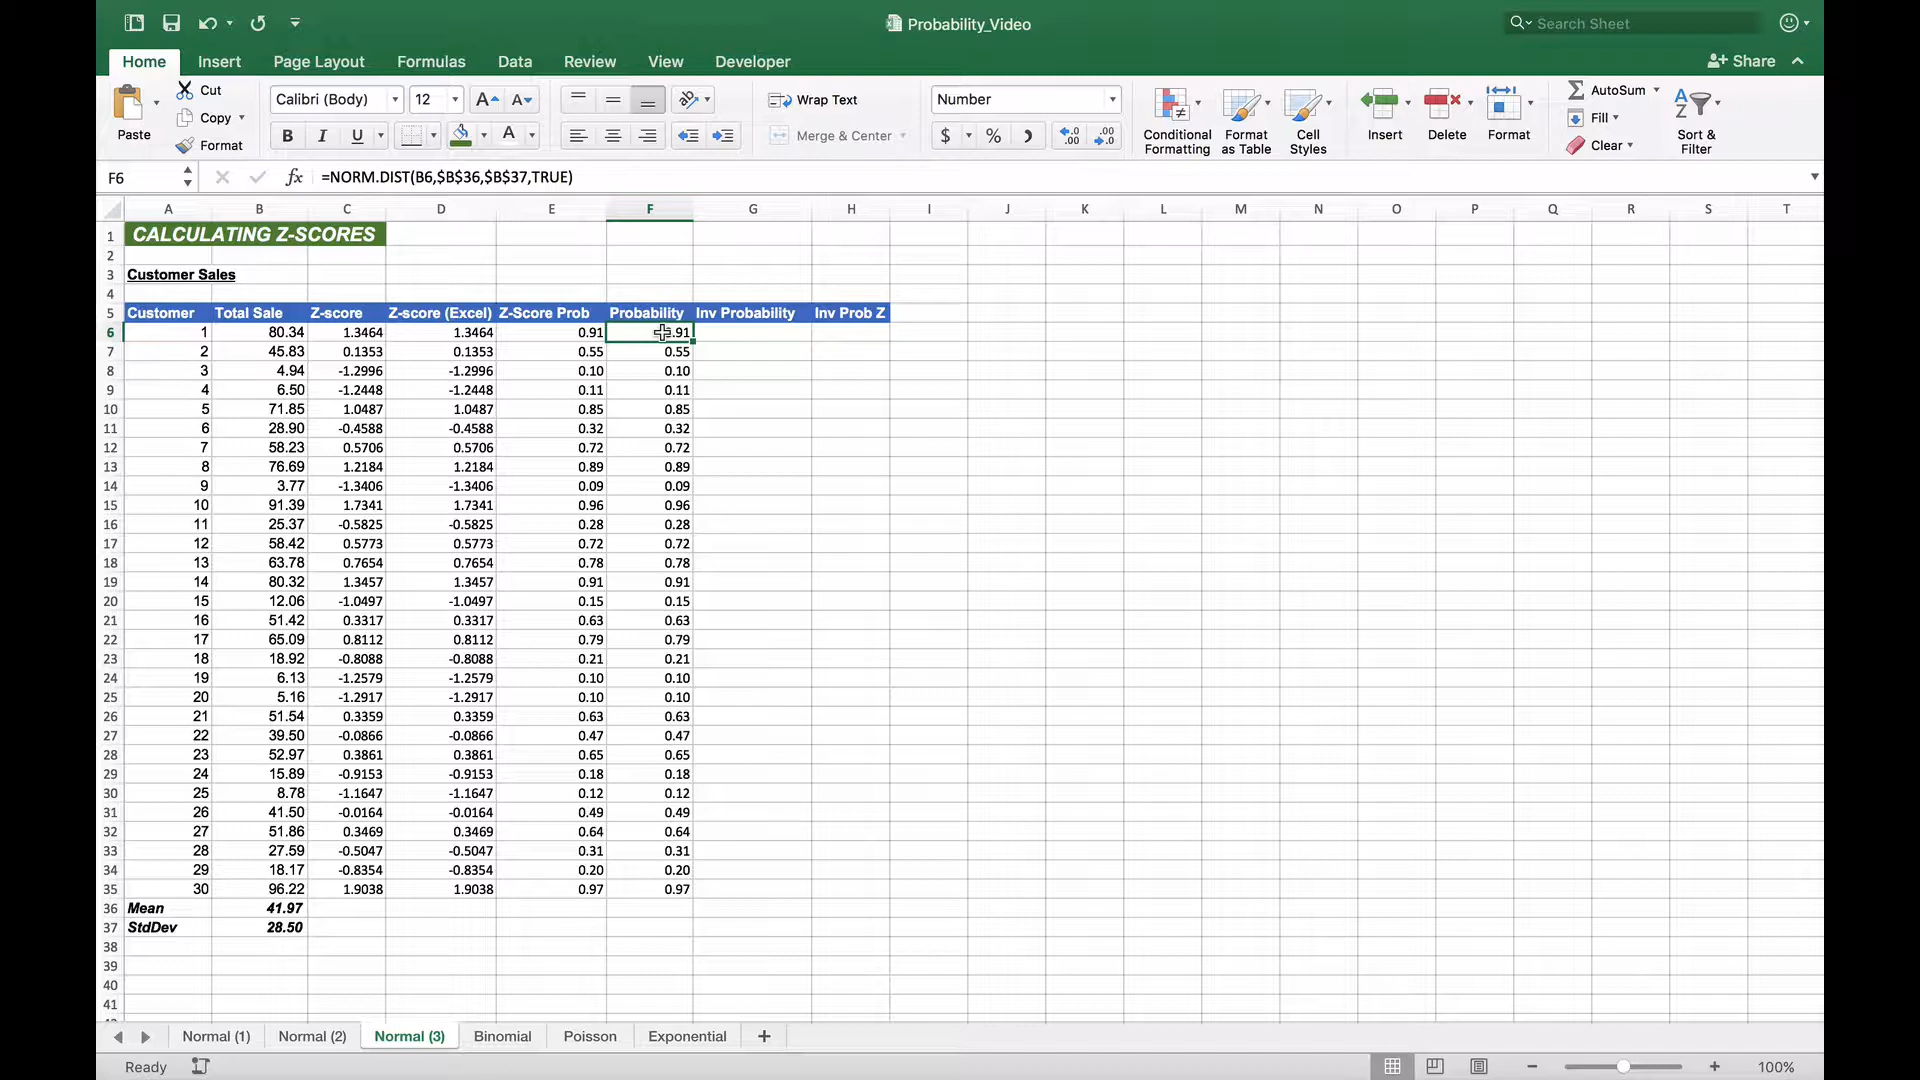 Probability_Video
Search Sheet
Home Insert Page Layout Formulas Data Review View Developer
Share
Paste
Cut
Copy
Format
Calibri (Body) 12
B I U
Wrap Text
Merge & Center
Number
$ %
Conditional Formatting
Format as Table
Cell Styles
Insert
Delete
Format
AutoSum
Fill
Clear
Sort & Filter
F6 fx =NORM.DIST(B6,$B$36,$B$37,TRUE)
A B C D E F G H I J K L M N O P Q R S T
1 CALCULATING Z-SCORES
2
3 Customer Sales
4
5 Customer Total Sale Z-score Z-score (Excel) Z-Score Prob Probability Inv Probability Inv Prob Z
6 1 80.34 1.3464 1.3464 0.91 .91
7 2 45.83 0.1353 0.1353 0.55 0.55
8 3 4.94 -1.2996 -1.2996 0.10 0.10
9 4 6.50 -1.2448 -1.2448 0.11 0.11
10 5 71.85 1.0487 1.0487 0.85 0.85
11 6 28.90 -0.4588 -0.4588 0.32 0.32
12 7 58.23 0.5706 0.5706 0.72 0.72
13 8 76.69 1.2184 1.2184 0.89 0.89
14 9 3.77 -1.3406 -1.3406 0.09 0.09
15 10 91.39 1.7341 1.7341 0.96 0.96
16 11 25.37 -0.5825 -0.5825 0.28 0.28
17 12 58.42 0.5773 0.5773 0.72 0.72
18 13 63.78 0.7654 0.7654 0.78 0.78
19 14 80.32 1.3457 1.3457 0.91 0.91
20 15 12.06 -1.0497 -1.0497 0.15 0.15
21 16 51.42 0.3317 0.3317 0.63 0.63
22 17 65.09 0.8112 0.8112 0.79 0.79
23 18 18.92 -0.8088 -0.8088 0.21 0.21
24 19 6.13 -1.2579 -1.2579 0.10 0.10
25 20 5.16 -1.2917 -1.2917 0.10 0.10
26 21 51.54 0.3359 0.3359 0.63 0.63
27 22 39.50 -0.0866 -0.0866 0.47 0.47
28 23 52.97 0.3861 0.3861 0.65 0.65
29 24 15.89 -0.9153 -0.9153 0.18 0.18
30 25 8.78 -1.1647 -1.1647 0.12 0.12
31 26 41.50 -0.0164 -0.0164 0.49 0.49
32 27 51.86 0.3469 0.3469 0.64 0.64
33 28 27.59 -0.5047 -0.5047 0.31 0.31
34 29 18.17 -0.8354 -0.8354 0.20 0.20
35 30 96.22 1.9038 1.9038 0.97 0.97
36 Mean 41.97
37 StdDev 28.50
38
39
40
41
Normal (1) Normal (2) Normal (3) Binomial Poisson Exponential +
Ready
100%